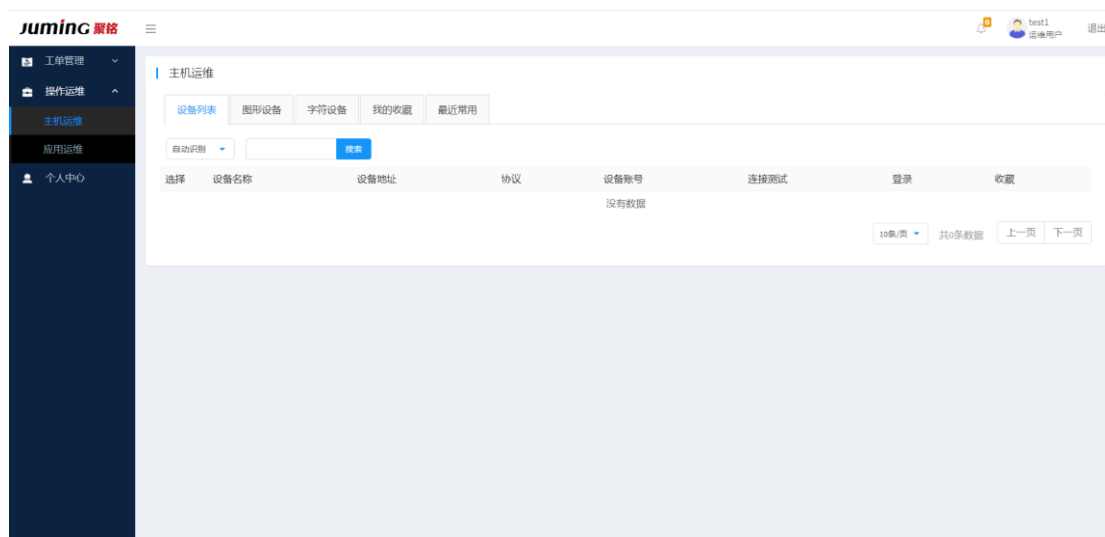 Juming 聚铭
0
test1
运维用户
退出
工单管理
操作运维
主机运维
应用运维
个人中心
主机运维
设备列表 图形设备 字符设备 我的收藏 最近常用
自动识别 搜索
选择 设备名称 设备地址 协议 设备账号 连接测试 登录 收藏
没有数据
10条/页 共0条数据 上一页 下一页